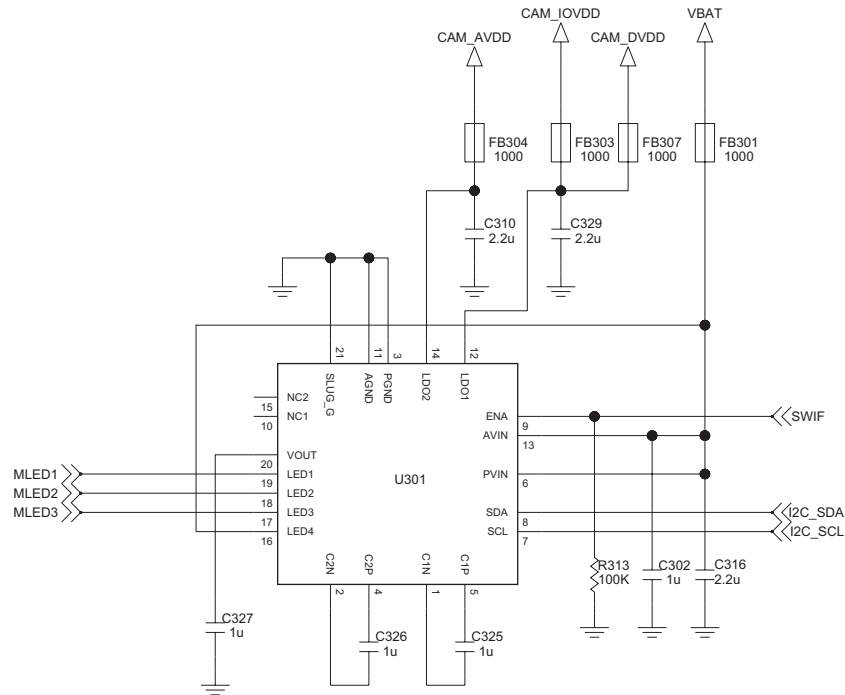 CAM_IOVDD
CAM_AVDD
CAM_DVDD
VBAT
FB304
1000
FB303
1000
FB307
1000
FB301
1000
C310
2.2u
C329
2.2u
21
11
3
14
12
SLUG_G
AGND
PGND
LDO2
LDO1
NC2
15
NC1
10
ENA
9
SWIF
AVIN
13
VOUT
20
MLED1
LED1
19
PVIN
6
U301
MLED2
LED2
18
MLED3
LED3
17
SDA
8
I2C_SDA
LED4
16
SCL
7
I2C_SCL
C2N
C2P
C1N
C1P
2
4
1
5
R313
100K
C302
1u
C316
2.2u
C327
1u
C326
1u
C325
1u